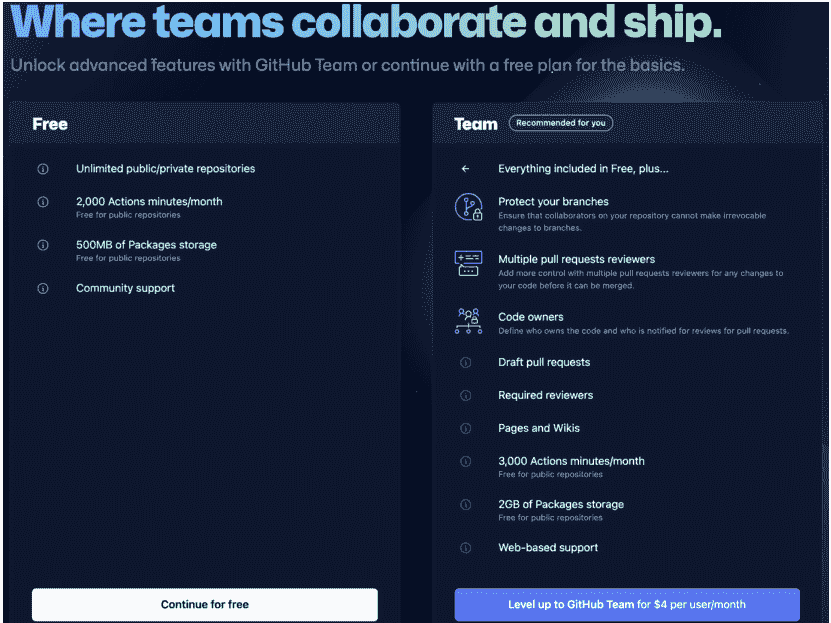 Where teams collaborate and ship.
Unlock advanced features with GitHub Team or continue with a free plan for the basics.
Free
Unlimited public/private repositories
2,000 Actions minutes/month
Free for public repositories
500MB of Packages storage
Free for public repositories
Community support
Continue for free
Team
Recommended for you
Everything included in Free, plus...
Protect your branches
Ensure that collaborators on your repository cannot make irrevocable
changes to branches.
Multiple pull requests reviewers
Add more control with multiple pull requests reviewers for any changes to
your code before it can be merged.
Code owners
Define who owns the code and who is notified for reviews for pull requests.
Draft pull requests
Required reviewers
Pages and Wikis
3,000 Actions minutes/month
Free for public repositories
2GB of Packages storage
Free for public repositories
Web-based support
Level up to GitHub Team for $4 per user/month